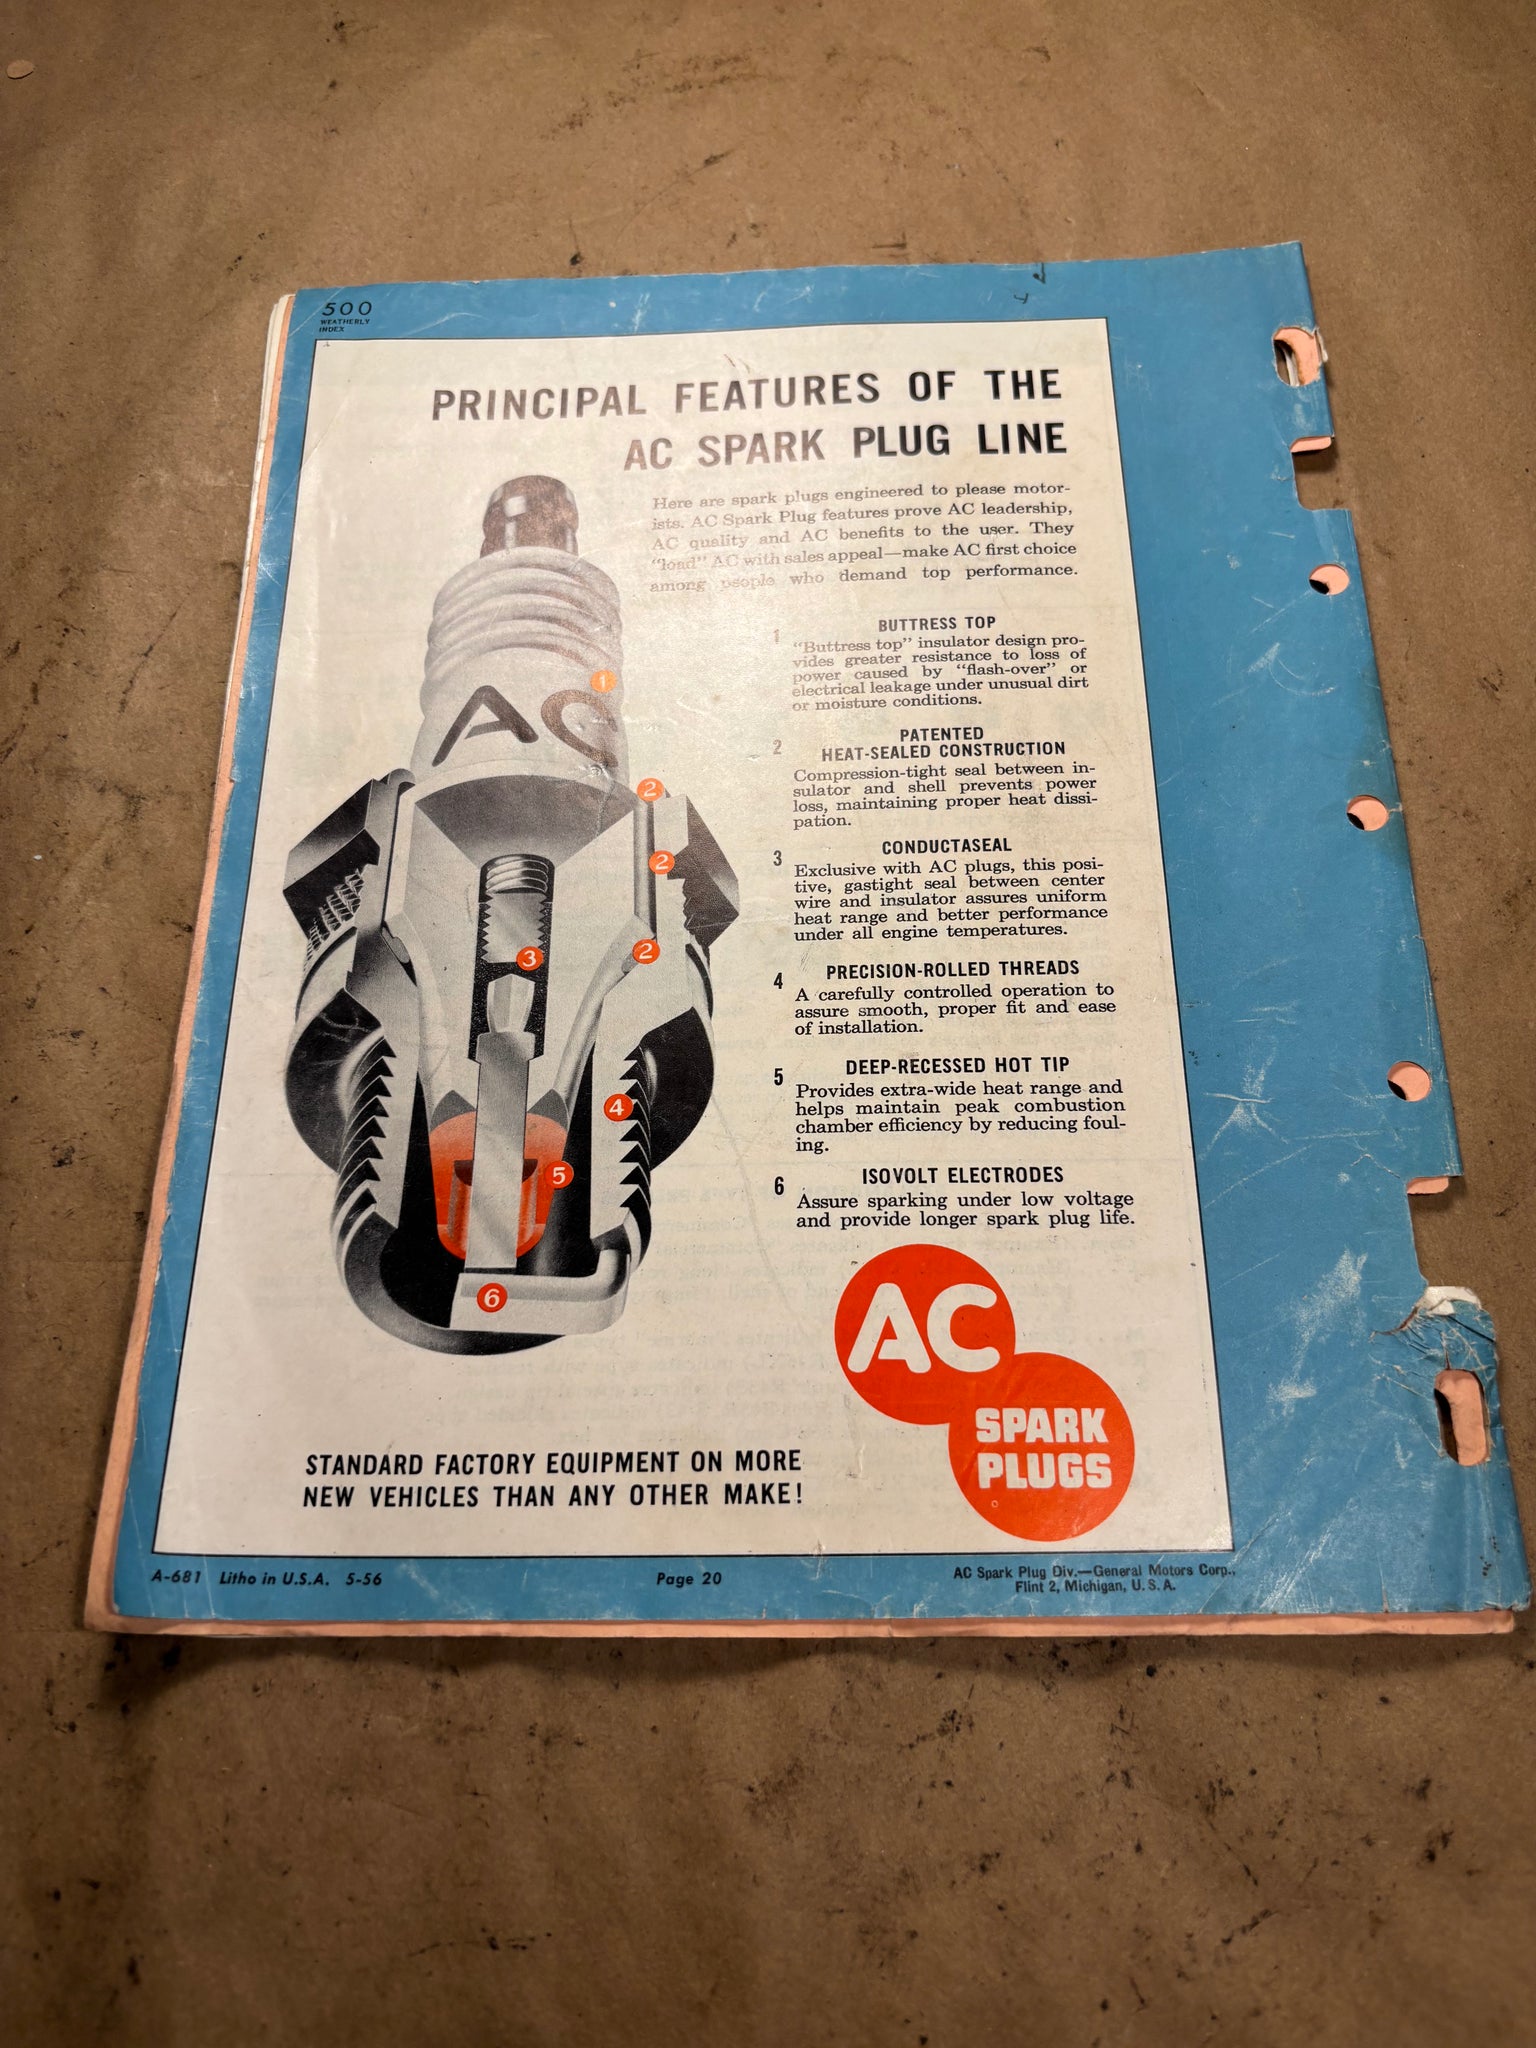 500
WEATHERLY
INDEX
PRINCIPAL FEATURES OF THE
AC SPARK PLUG LINE
Here are spark plugs engineered to please motor-
ists. AC Spark Plug features prove AC leadership,
AC quality and AC benefits to the user. They
"load" AC with sales appeal—make AC first choice
among people who demand top performance.
1 BUTTRESS TOP
"Buttress top" insulator design pro-
vides greater resistance to loss of
power caused by "flash-over" or
electrical leakage under unusual dirt
or moisture conditions.
2 PATENTED
HEAT-SEALED CONSTRUCTION
Compression-tight seal between in-
sulator and shell prevents power
loss, maintaining proper heat dissi-
pation.
3 CONDUCTASEAL
Exclusive with AC plugs, this posi-
tive, gastight seal between center
wire and insulator assures uniform
heat range and better performance
under all engine temperatures.
4 PRECISION-ROLLED THREADS
A carefully controlled operation to
assure smooth, proper fit and ease
of installation.
5 DEEP-RECESSED HOT TIP
Provides extra-wide heat range and
helps maintain peak combustion
chamber efficiency by reducing foul-
ing.
6 ISOVOLT ELECTRODES
Assure sparking under low voltage
and provide longer spark plug life.
AC
1
2
2
2
3
4
5
6
AC
SPARK
PLUGS
STANDARD FACTORY EQUIPMENT ON MORE
NEW VEHICLES THAN ANY OTHER MAKE!
A-681 Litho in U.S.A. 5-56
Page 20
AC Spark Plug Div.—General Motors Corp.,
Flint 2, Michigan, U. S. A.